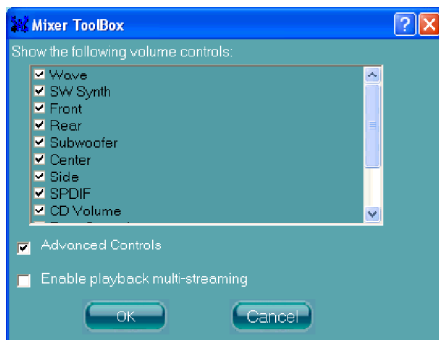 Mixer ToolBox
Show the following volume controls:
Wave
SW Synth
Front
Rear
Subwoofer
Center
Side
SPDIF
CD Volume
Advanced Controls
Enable playback multi-streaming
OK Cancel